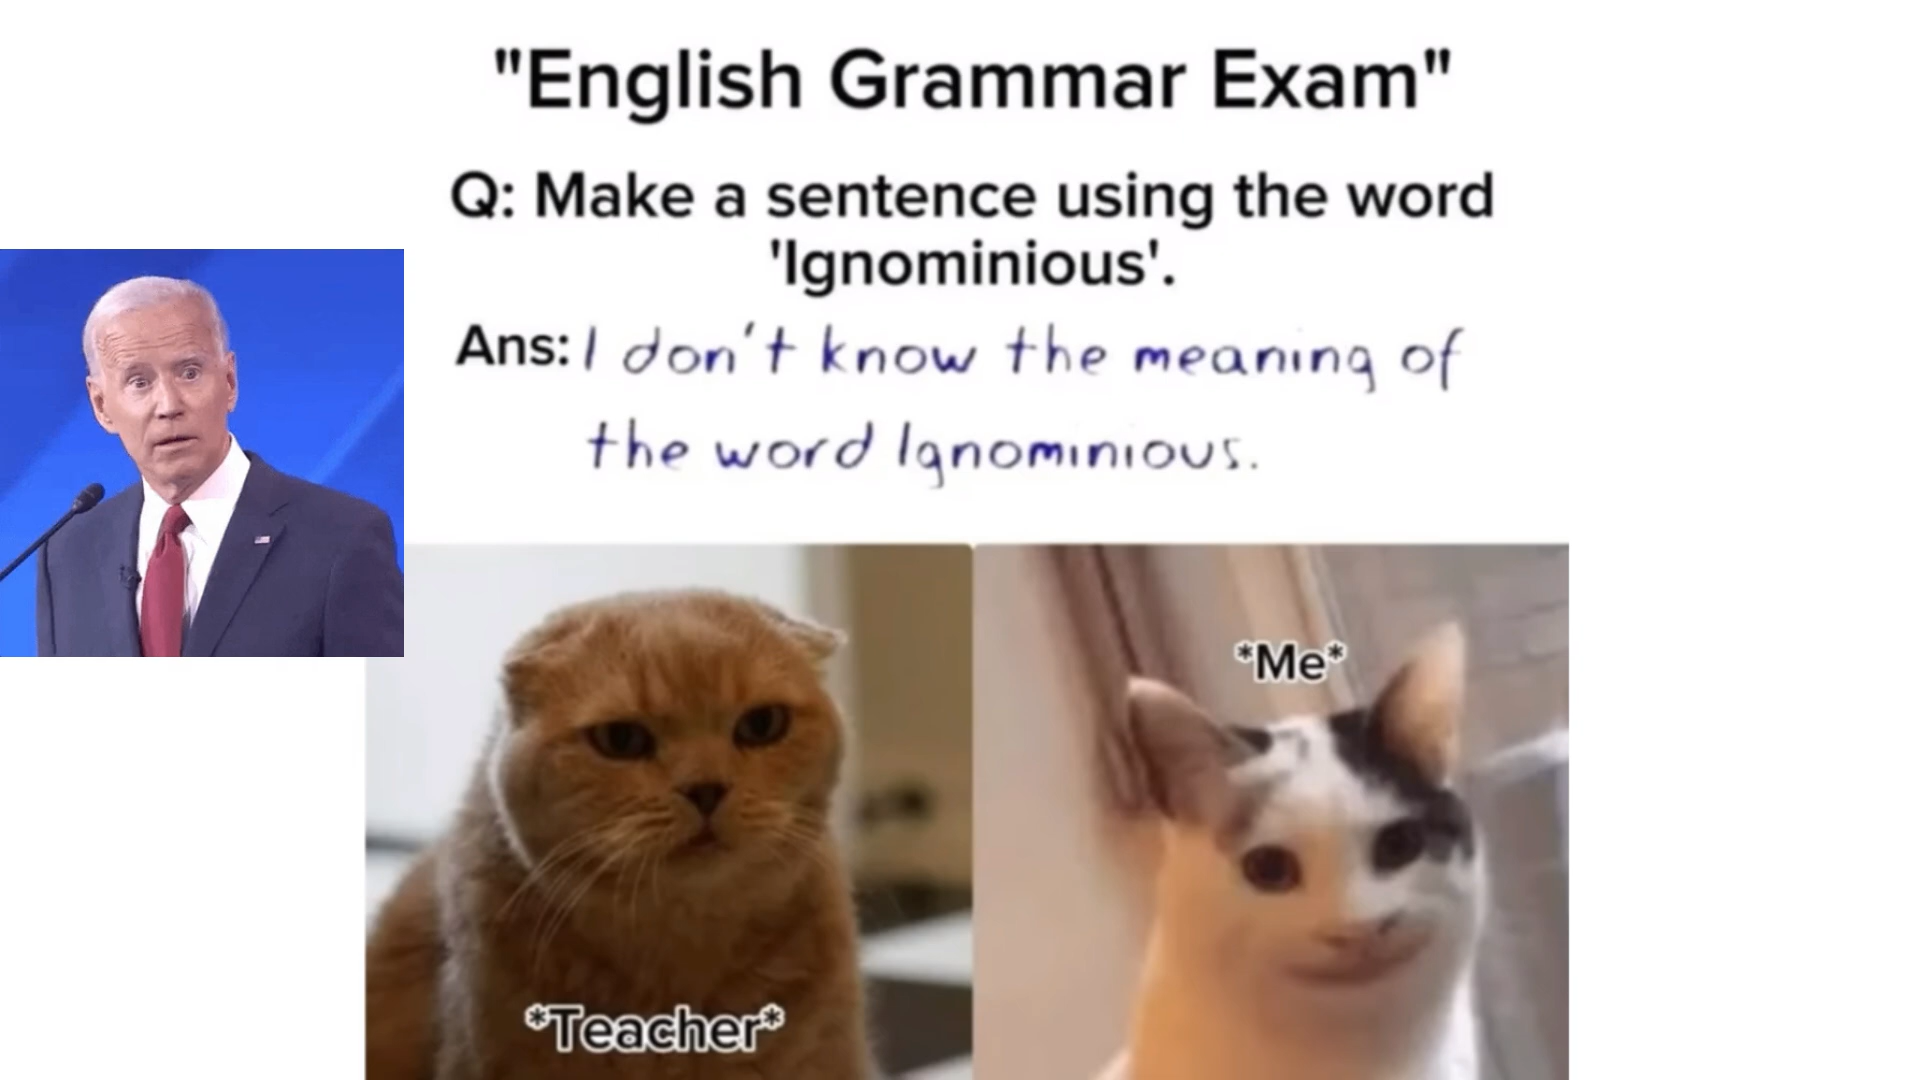 "English Grammar Exam"
Q: Make a sentence using the word
'Ignominious'.
Ans: I don't know the meaning of
the word Ignominious.
*Me*
*Teacher*